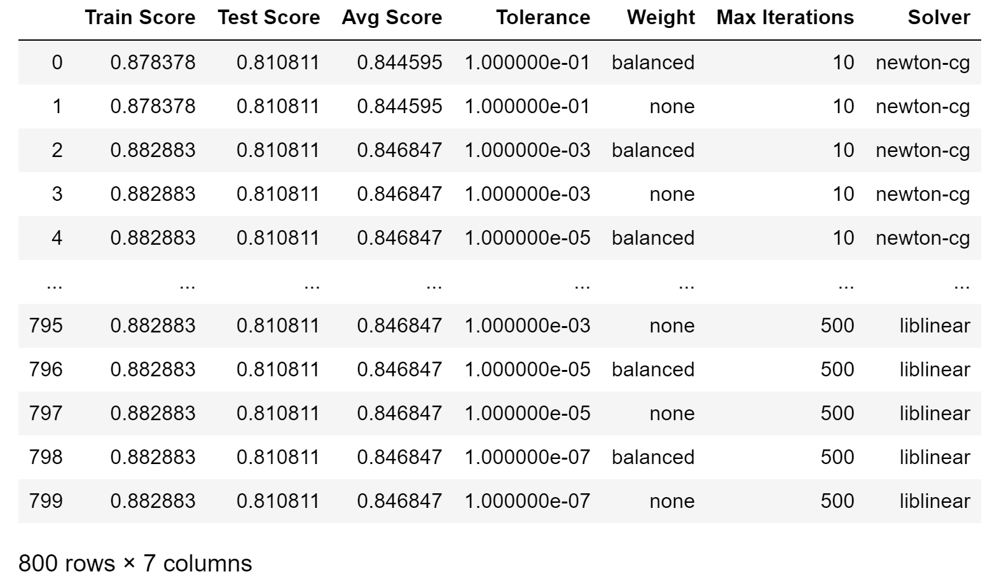 Train Score Test Score Avg Score Tolerance Weight Max Iterations Solver
0 0.878378 0.810811 0.844595 1.000000e-01 balanced 10 newton-cg
1 0.878378 0.810811 0.844595 1.000000e-01 none 10 newton-cg
2 0.882883 0.810811 0.846847 1.000000e-03 balanced 10 newton-cg
3 0.882883 0.810811 0.846847 1.000000e-03 none 10 newton-cg
4 0.882883 0.810811 0.846847 1.000000e-05 balanced 10 newton-cg
... ... ... ... ... ... ... ...
795 0.882883 0.810811 0.846847 1.000000e-03 none 500 liblinear
796 0.882883 0.810811 0.846847 1.000000e-05 balanced 500 liblinear
797 0.882883 0.810811 0.846847 1.000000e-05 none 500 liblinear
798 0.882883 0.810811 0.846847 1.000000e-07 balanced 500 liblinear
799 0.882883 0.810811 0.846847 1.000000e-07 none 500 liblinear
800 rows × 7 columns